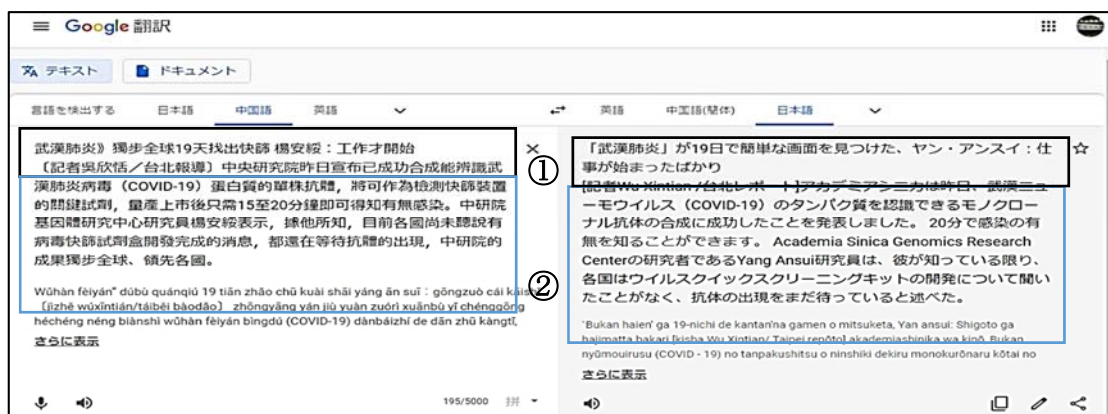 Google 翻訳
テキスト
ドキュメント
言語を検出する 日本語 中国語 英語
英語 中国語(簡体) 日本語
武漢肺炎》獨步全球19天找出快篩 楊安綏：工作才開始
〔記者吳欣恬／台北報導〕中央研究院昨日宣布已成功合成能辨識武
漢肺炎病毒（COVID-19）蛋白質的單株抗體，將可作為檢測快篩裝置
的關鍵試劑，量產上市後只需15至20分鐘即可得知有無感染。中研院
基因體研究中心研究員楊安綏表示，據他所知，目前各國尚未聽說有
病毒快篩試劑盒開發完成的消息，都還在等待抗體的出現，中研院的
成果獨步全球、領先各國。
Wǔhàn fèiyán" dúbù quánqiú 19 tiān zhǎo chū kuài shāi yáng ān suī : gōngzuò cái kāishǐ
〔jìzhě wúxīntián/táiběi bàodǎo〕 zhōngyāng yán jiù yuàn zuórì xuānbù yǐ chénggōng
héchéng néng biànshì wǔhàn fèiyán bìngdú (COVID-19) dànbáizhí de dān zhū kàngtǐ,
さらに表示
195/5000 拼
①
②
「武漢肺炎」が19日で簡単な画面を見つけた、ヤン・アンスイ：仕
事が始まったばかり
[記者Wu Xintian /台北レポート]アカデミアシニカは昨日、武漢ニュ
ーモウイルス（COVID-19）のタンパク質を認識できるモノクロー
ナル抗体の合成に成功したことを発表しました。 20分で感染の有
無を知ることができます。 Academia Sinica Genomics Research
Centerの研究者であるYang Ansui研究員は、彼が知っている限り、
各国はウイルスクイックスクリーニングキットの開発について聞い
たことがなく、抗体の出現をまだ待っていると述べた。
`Bukan haien' ga 19-nichi de kantan'na gamen o mitsuketa, Yan ansui: Shigoto ga
hajimatta bakari [kisha Wu Xintian/ Taipei repōto] akademiashinika wa kinō, Bukan
nyūmouirusu (COVID - 19) no tanpakushitsu o ninshiki dekiru monokurōnaru kōtai no
さらに表示